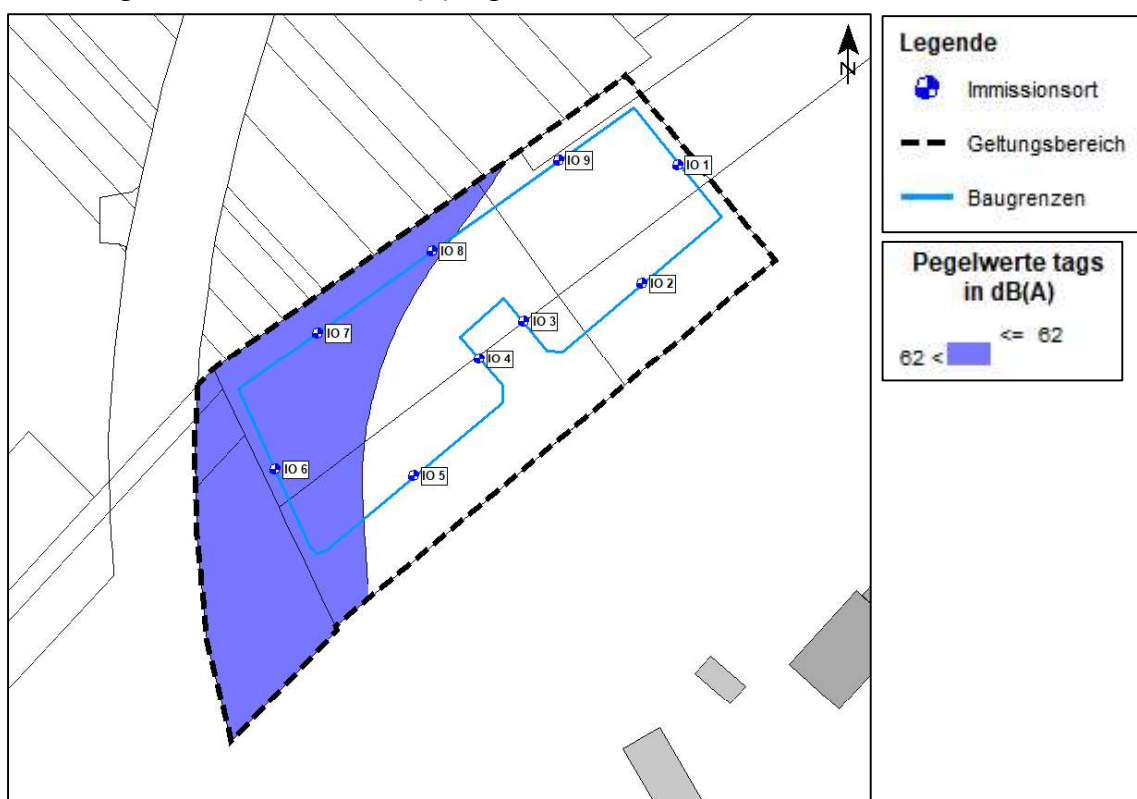 N
IO 1
IO 9
IO 8
IO 2
IO 3
IO 7
IO 4
IO 6
IO 5
Legende
Immissionsort
Geltungsbereich
Baugrenzen
Pegelwerte tags
in dB(A)
<= 62
62 <